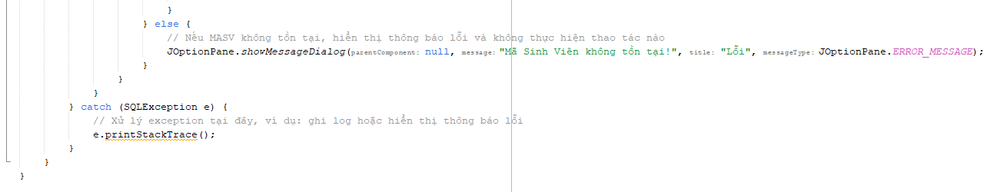 }
} else {
// Nếu MASV không tồn tại, hiển thị thông báo lỗi và không thực hiện thao tác nào
JOptionPane.showMessageDialog(parentComponent: null, message: "Mã Sinh Viên không tồn tại!", title: "Lỗi", messageType: JOptionPane.ERROR_MESSAGE);
}
}
}
} catch (SQLException e) {
// Xử lý exception tại đây, ví dụ: ghi log hoặc hiển thị thông báo lỗi
e.printStackTrace();
}
}
}